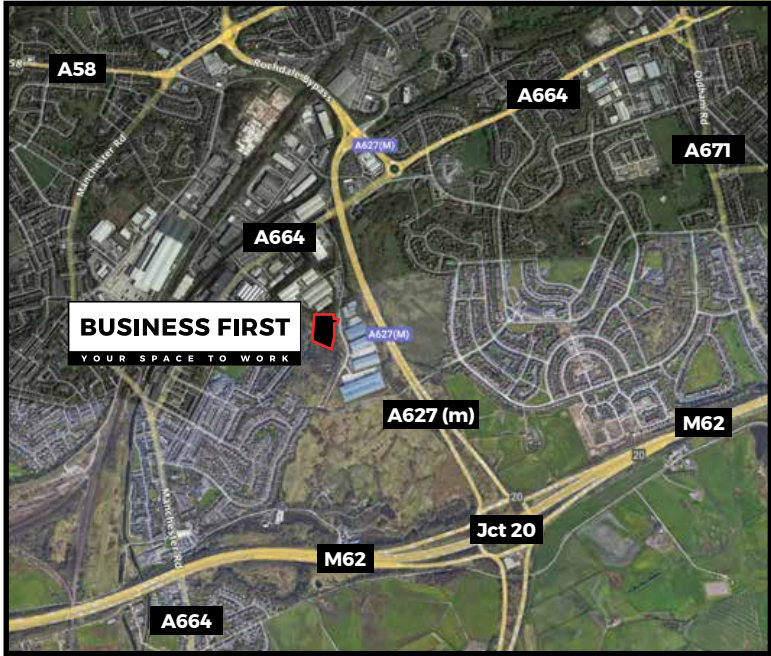 58
A58
Rochdale Bypass
A664
Oldham Rd
A671
Manchester Rd
A627(M)
A664
BUSINESS FIRST
YOUR SPACE TO WORK
A627(M)
A627 (m)
M62
20
20
Jct 20
Manchester Rd
M62
A664